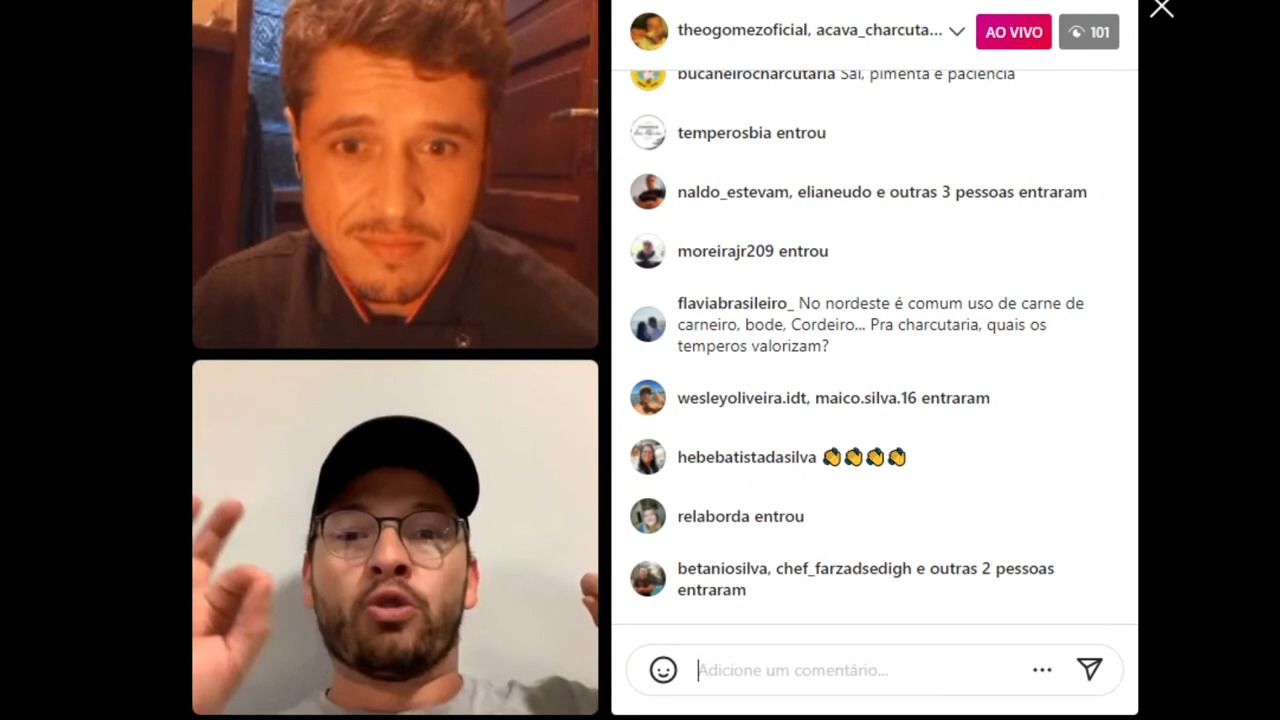 theogomezoficial, acava_charcuta...
AO VIVO
101
bucaneirocharcutaria Sal, pimenta e paciência
temperosbia entrou
naldo_estevam, elianeudo e outras 3 pessoas entraram
moreirajr209 entrou
flaviabrasileiro_ No nordeste é comum uso de carne de
carneiro, bode, Cordeiro... Pra charcutaria, quais os
temperos valorizam?
wesleyoliveira.idt, maico.silva.16 entraram
hebebatistadasilva 👏👏👏👏
relaborda entrou
betaniosilva, chef_farzadsedigh e outras 2 pessoas
entraram
Adicione um comentário...